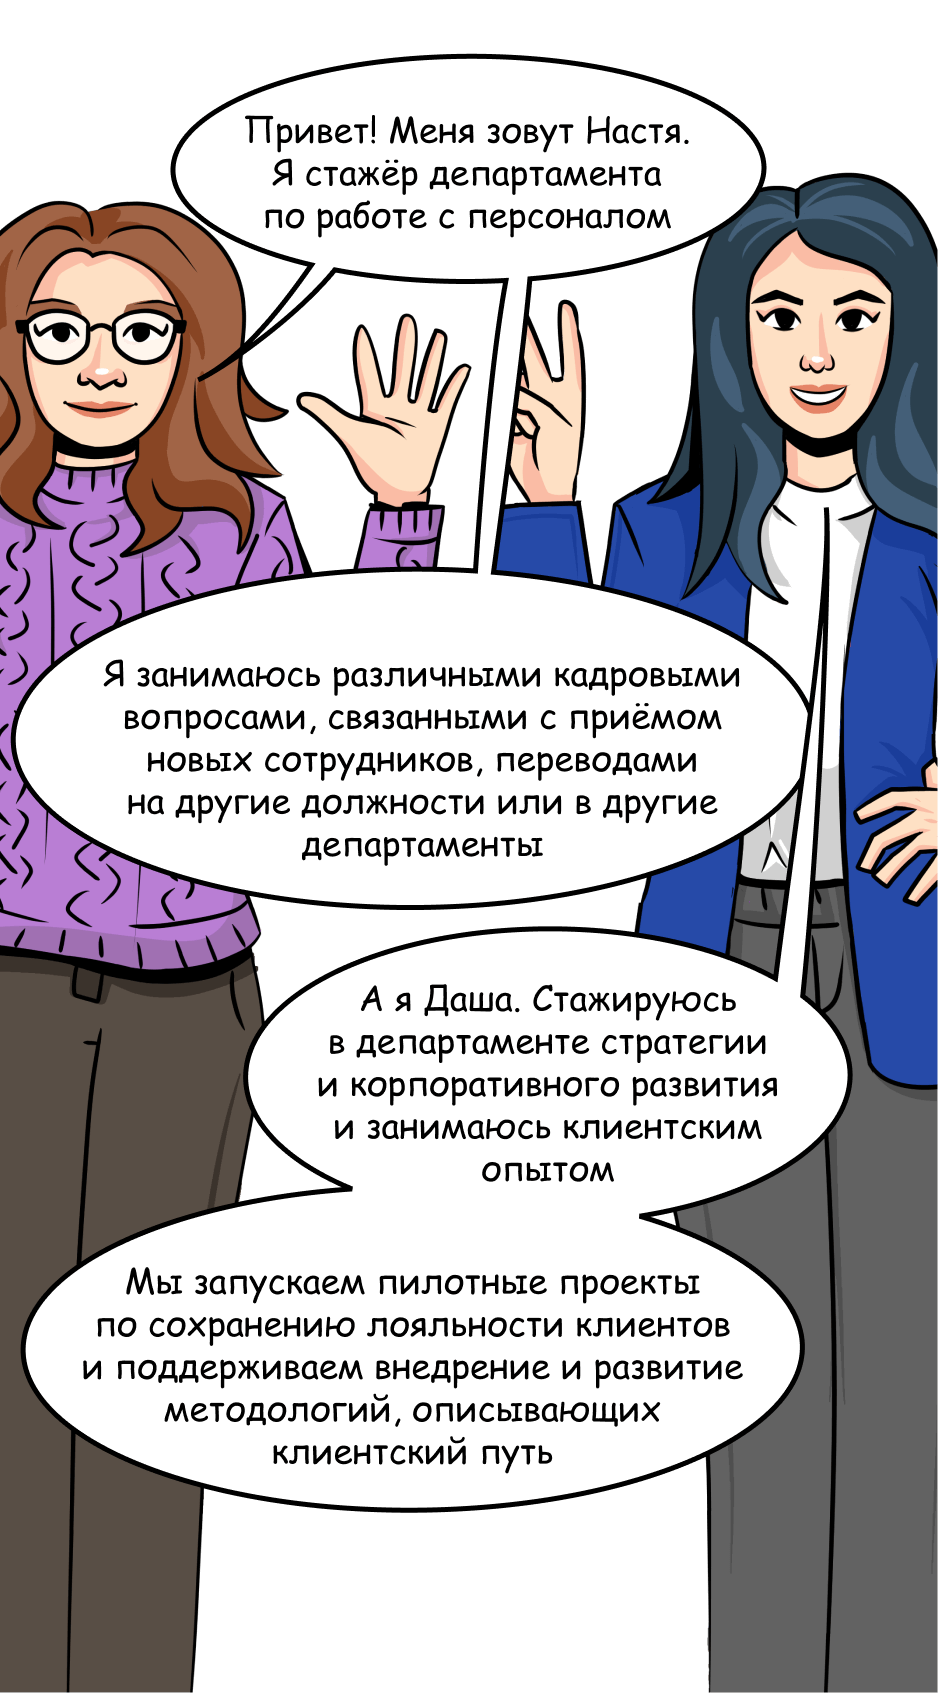 Привет! Меня зовут Настя.
Я стажёр департамента
по работе с персоналом
Я занимаюсь различными кадровыми
вопросами, связанными с приёмом
новых сотрудников, переводами
на другие должности или в другие
департаменты
А я Даша. Стажируюсь
в департаменте стратегии
и корпоративного развития
и занимаюсь клиентским
опытом
Мы запускаем пилотные проекты
по сохранению лояльности клиентов
и поддерживаем внедрение и развитие
методологий, описывающих
клиентский путь